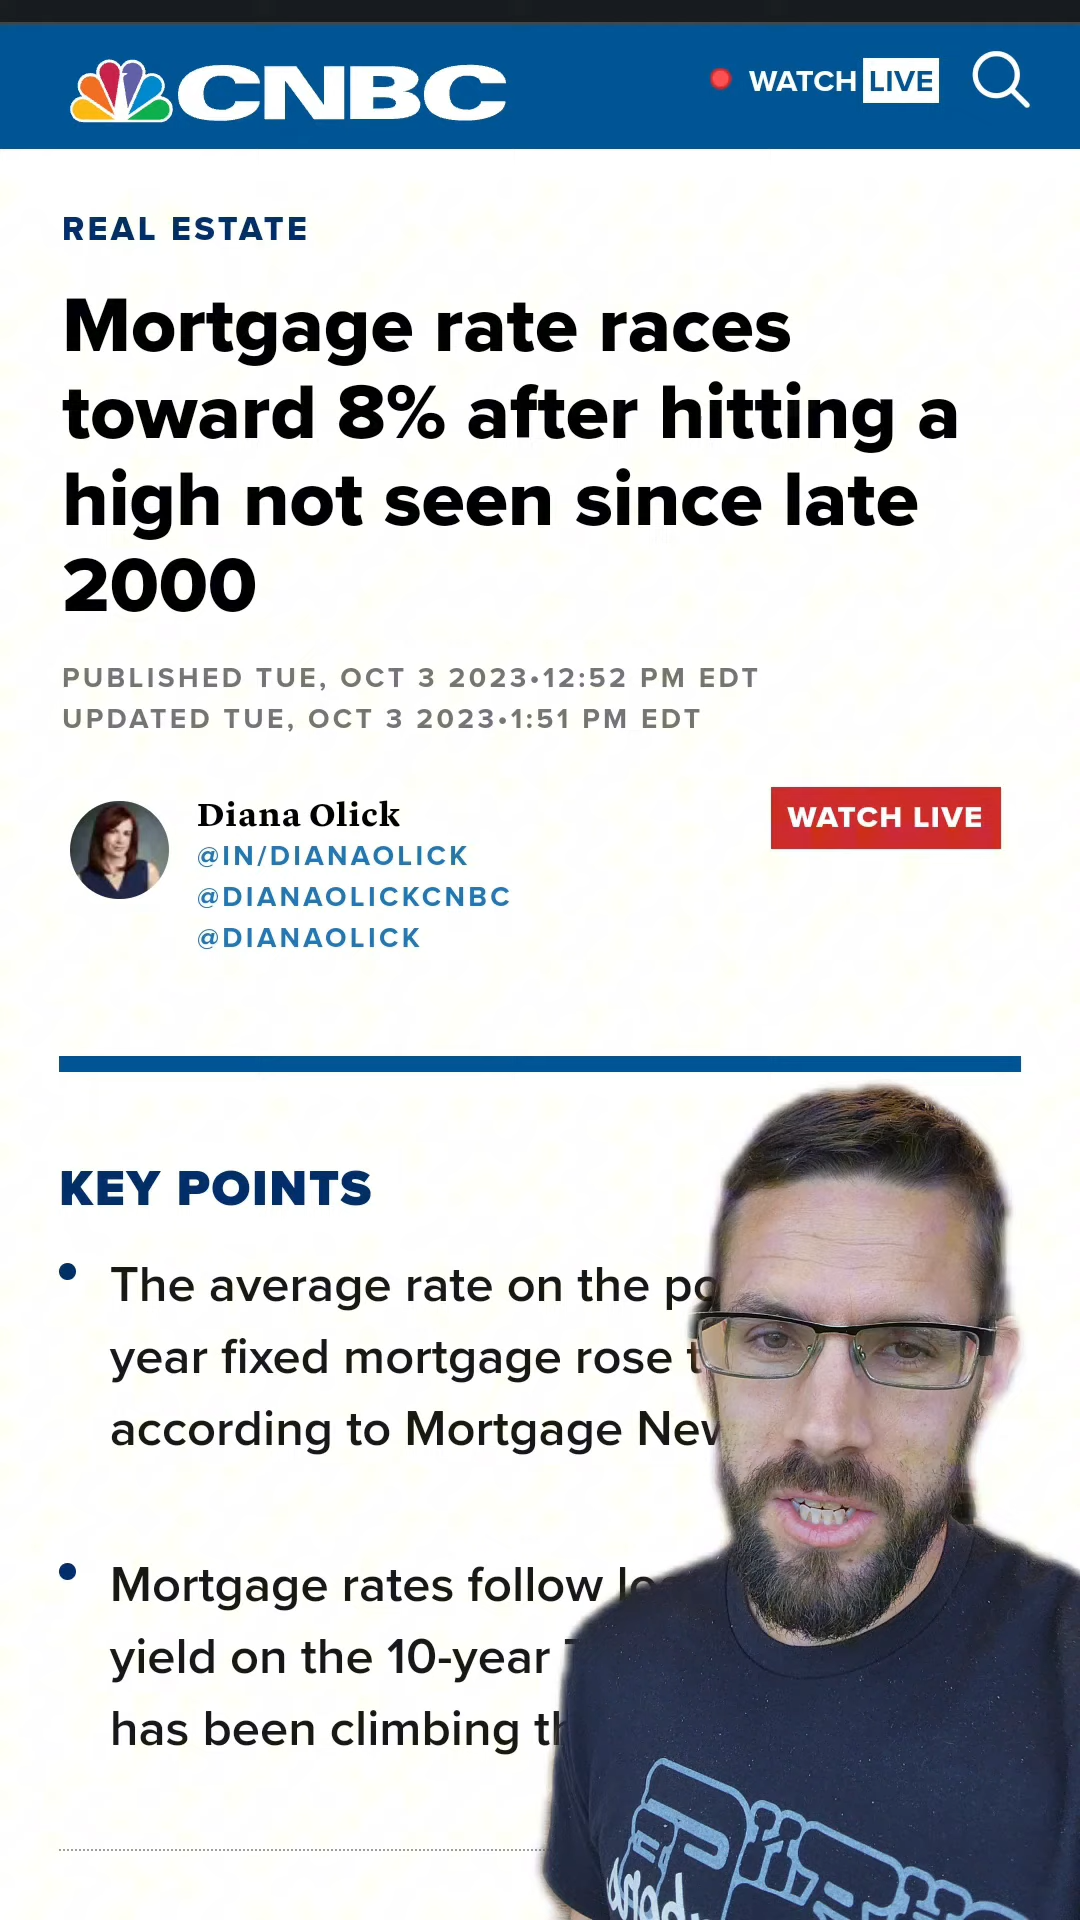 CNBC
WATCH LIVE
REAL ESTATE
Mortgage rate races
toward 8% after hitting a
high not seen since late
2000
PUBLISHED TUE, OCT 3 2023•12:52 PM EDT
UPDATED TUE, OCT 3 2023•1:51 PM EDT
Diana Olick
WATCH LIVE
@IN/DIANAOLICK
@DIANAOLICKCNBC
@DIANAOLICK
KEY POINTS
• The average rate on the
year fixed mortgage rose
according to Mortgage
• Mortgage rates follow
yield on the 10-year
has been climbing